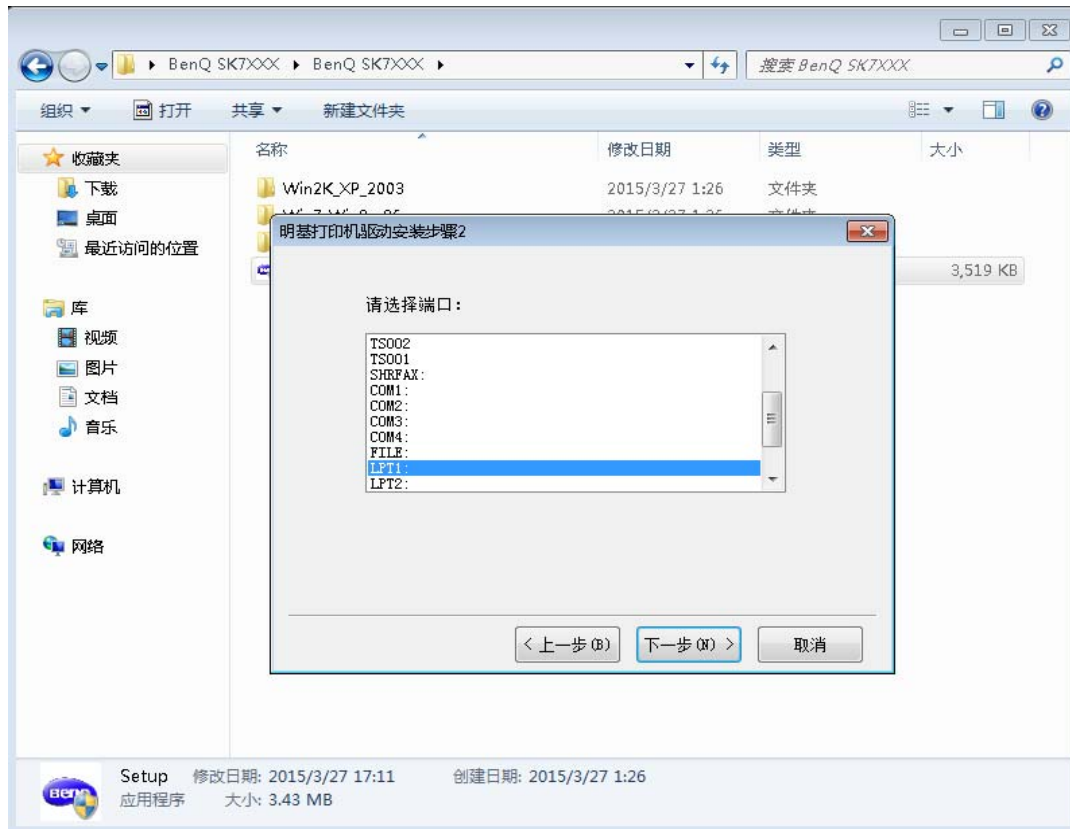 BenQ SK7XXX ▸ BenQ SK7XXX ▸
搜索 BenQ SK7XXX
组织 打开 共享 新建文件夹
名称 修改日期 类型 大小
收藏夹
下载
桌面
最近访问的位置
库
视频
图片
文档
音乐
计算机
网络
Win2K_XP_2003 2015/3/27 1:26 文件夹
3,519 KB
明基打印机驱动安装步骤2
请选择端口:
TS002
TS001
SHRFAX:
COM1:
COM2:
COM3:
COM4:
FILE:
LPT1:
LPT2:
< 上一步(B) 下一步(N) > 取消
BenQ
Setup 修改日期: 2015/3/27 17:11 创建日期: 2015/3/27 1:26
应用程序 大小: 3.43 MB